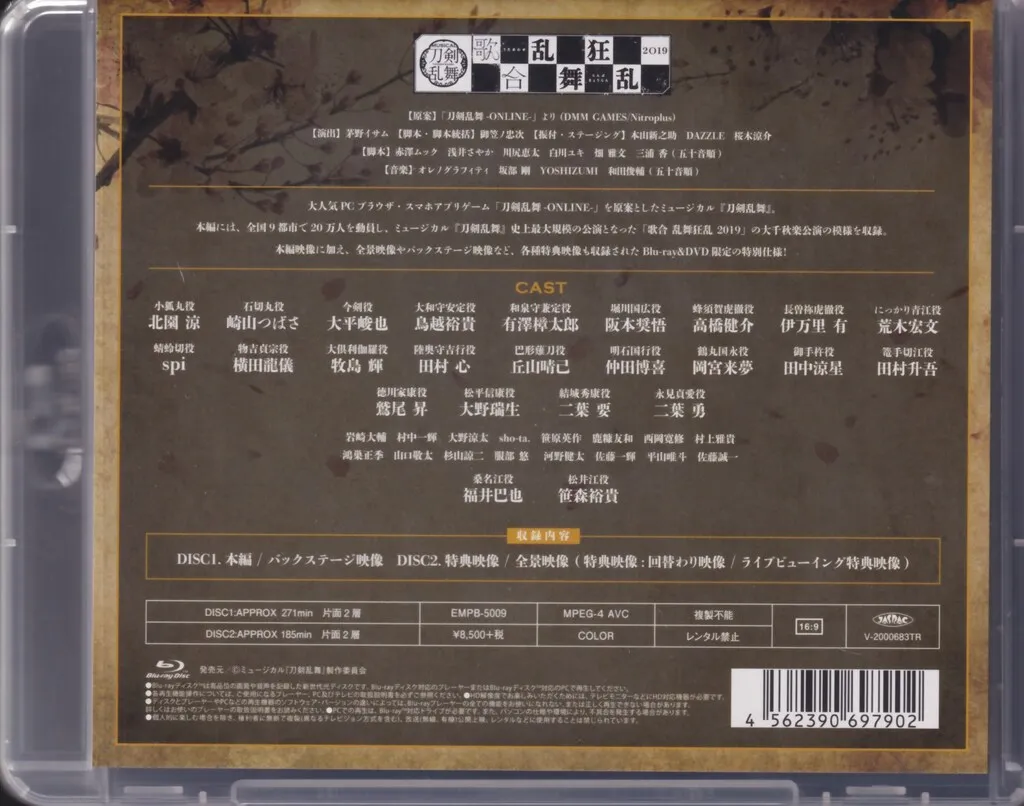 MUSICAL 刀剣乱舞 歌合 乱舞狂乱 2019
【原案】「刀剣乱舞 -ONLINE-」より (DMM GAMES/Nitroplus)
【演出】茅野イサム 【脚本・脚本統括】御笠ノ忠次 【振付・ステージング】本山新之助 DAZZLE 桜木涼介
【脚本】赤澤ムック 浅井さやか 川尻恵太 白川ユキ 畑 雅文 三浦 香 (五十音順)
【音楽】オレノグラフィティ 坂部 剛 YOSHIZUMI 和田俊輔 (五十音順)
大人気 PC ブラウザ・スマホアプリゲーム「刀剣乱舞 -ONLINE-」を原案としたミュージカル『刀剣乱舞』。
本編には、全国9都市で20万人を動員し、ミュージカル『刀剣乱舞』史上最大規模の公演となった「歌合 乱舞狂乱 2019」の大千秋楽公演の模様を収録。
本編映像に加え、全景映像やバックステージ映像など、各種特典映像も収録された Blu-ray&DVD 限定の特別仕様!
CAST
小狐丸役 石切丸役 今剣役 大和守安定役 和泉守兼定役 堀川国広役 蜂須賀虎徹役 長曽祢虎徹役 にっかり青江役
北園 涼 崎山つばさ 大平峻也 鳥越裕貴 有澤樟太郎 阪本奨悟 高橋健介 伊万里 有 荒木宏文
蜻蛉切役 物吉貞宗役 大倶利伽羅役 陸奥守吉行役 巴形薙刀役 明石国行役 鶴丸国永役 御手杵役 篭手切江役
spi 横田龍儀 牧島 輝 田村 心 丘山晴己 仲田博喜 岡宮来夢 田中涼星 田村升吾
徳川家康役 松平信康役 結城秀康役 永見貞愛役
鷲尾 昇 大野瑞生 二葉 要 二葉 勇
岩崎大輔 村中一輝 大野涼太 sho-ta. 笹原英作 鹿糠友和 西岡寛修 村上雅貴
鴻巣正季 山口敬太 杉山諒二 服部 悠 河野健太 佐藤一輝 平山唯斗 佐藤誠一
桑名江役 松井江役
福井巴也 笹森裕貴
収録内容
DISC1. 本編 / バックステージ映像 DISC2. 特典映像 / 全景映像 ( 特典映像 : 回替わり映像 / ライブビューイング特典映像 )
DISC1:APPROX 271min 片面2層 EMPB-5009 MPEG-4 AVC 複製不能 16:9 JASRAC
DISC2:APPROX 185min 片面2層 ¥8,500+税 COLOR レンタル禁止 V-2000683TR
Blu-ray Disc 発売元/©ミュージカル『刀剣乱舞』製作委員会
4 562390 697902